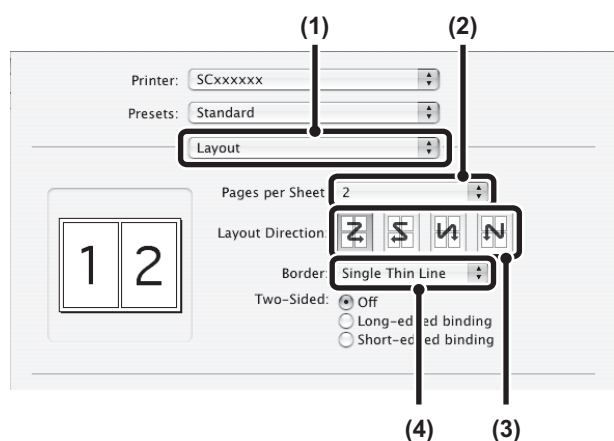 (1) (2)
Printer: SCxxxxxx
Presets: Standard
Layout
Pages per Sheet 2
Layout Direction:
1 2
Border: Single Thin Line
Two-Sided: Off
Long-edged binding
Short-edged binding
(4) (3)